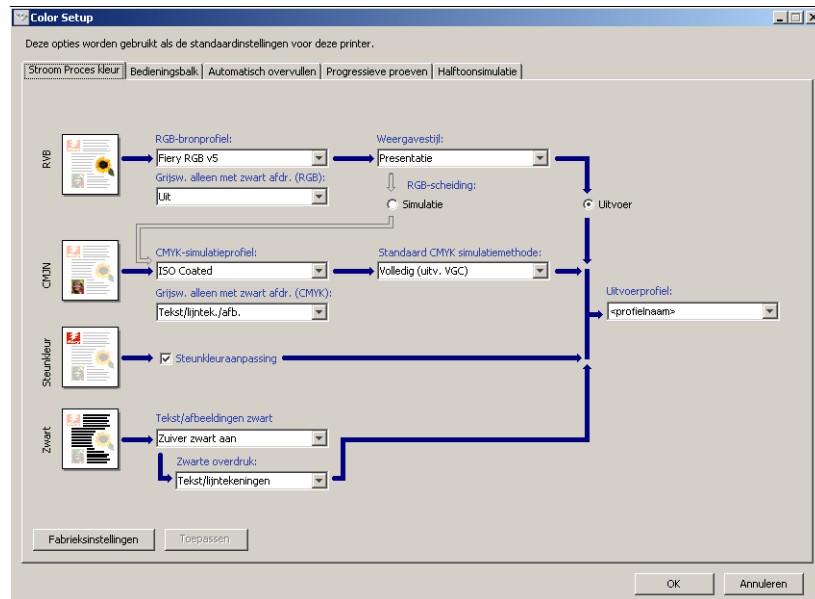 Color Setup
Deze opties worden gebruikt als de standaardinstellingen voor deze printer.
Stroom Proces kleur Bedieningsbalk Automatisch overvullen Progressieve proeven Halftoonsimulatie
RVB
RGB-bronprofiel: Weergavestijl:
Fiery RGB v5 Presentatie
Grijsw. alleen met zwart afdr. (RGB): RGB-scheiding:
Uit Simulatie Uitvoer
CMJN
CMYK-simulatieprofiel: Standaard CMYK simulatiemethode:
ISO Coated Volledig (uitv. VGC)
Grijsw. alleen met zwart afdr. (CMYK): Uitvoerprofiel:
Tekst/lijntek./afb. <profielnaam>
Steunkleur
Steunkleuraanpassing
Zwart
Tekst/afbeeldingen zwart
Zuiver zwart aan
Zwarte overdruk:
Tekst/lijntekeningen
Fabrieksinstellingen Toepassen
OK Annuleren